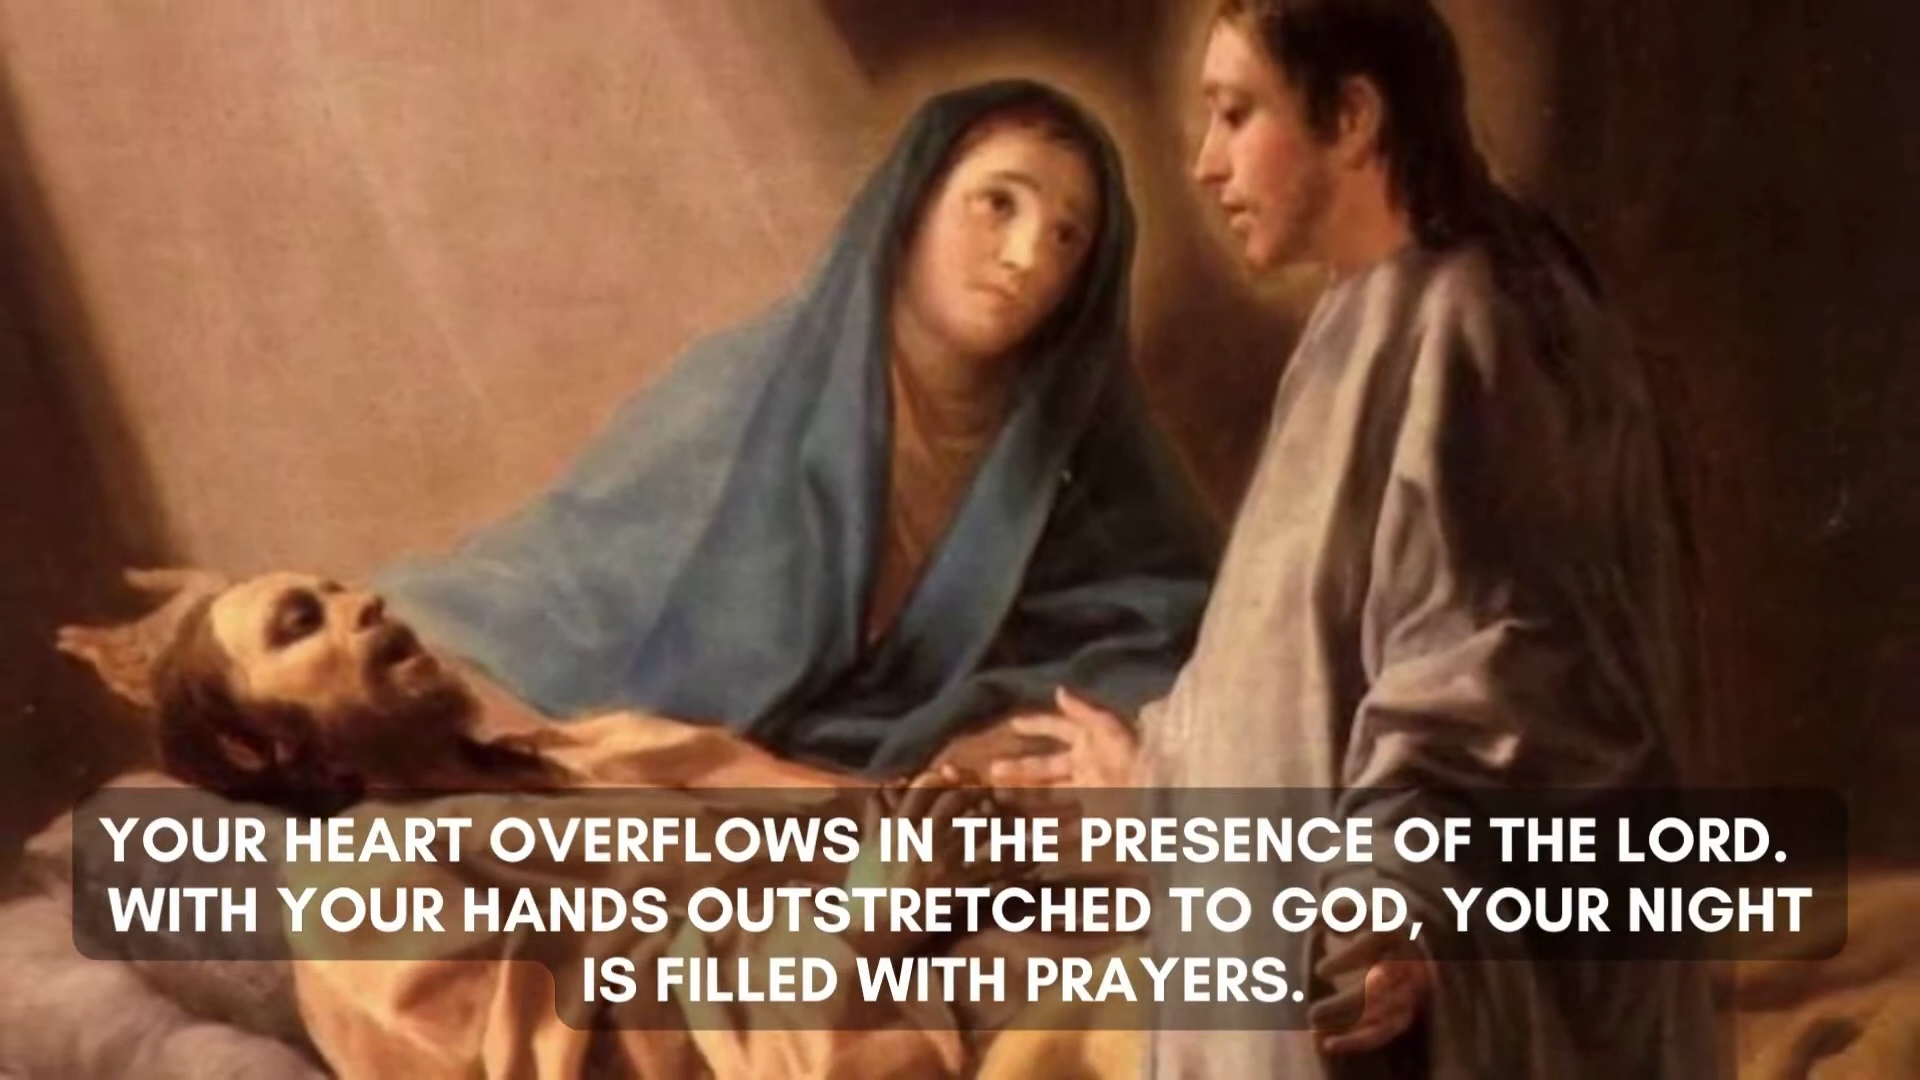 YOUR HEART OVERFLOWS IN THE PRESENCE OF THE LORD.
WITH YOUR HANDS OUTSTRETCHED TO GOD, YOUR NIGHT
IS FILLED WITH PRAYERS.